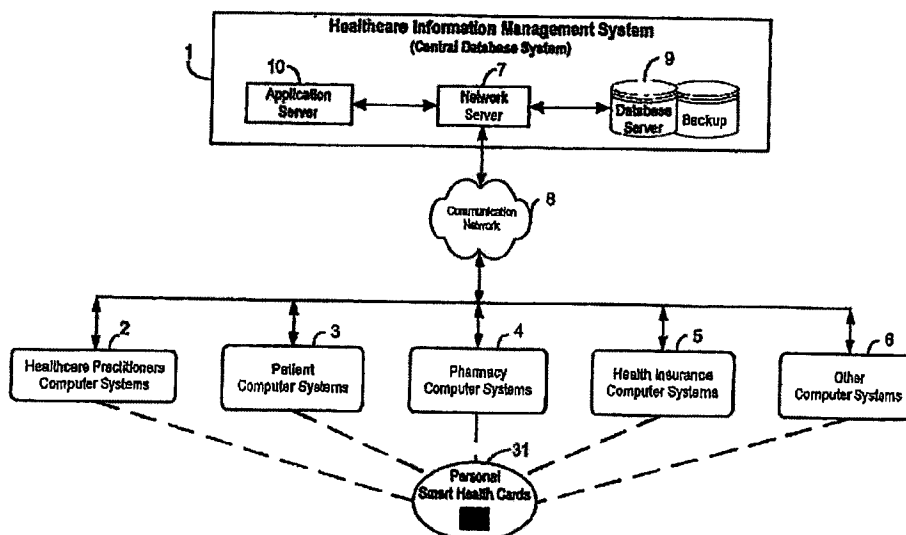 Healthcare Information Management System
(Central Database System)
1
10
7
9
Application
Server
Network
Server
Database
Server
Backup
8
Communication
Network
2
3
4
5
6
Healthcare Practitioners
Computer Systems
Patient
Computer Systems
Pharmacy
Computer Systems
Health Insurance
Computer Systems
Other
Computer Systems
31
Personal
Smart Health Cards